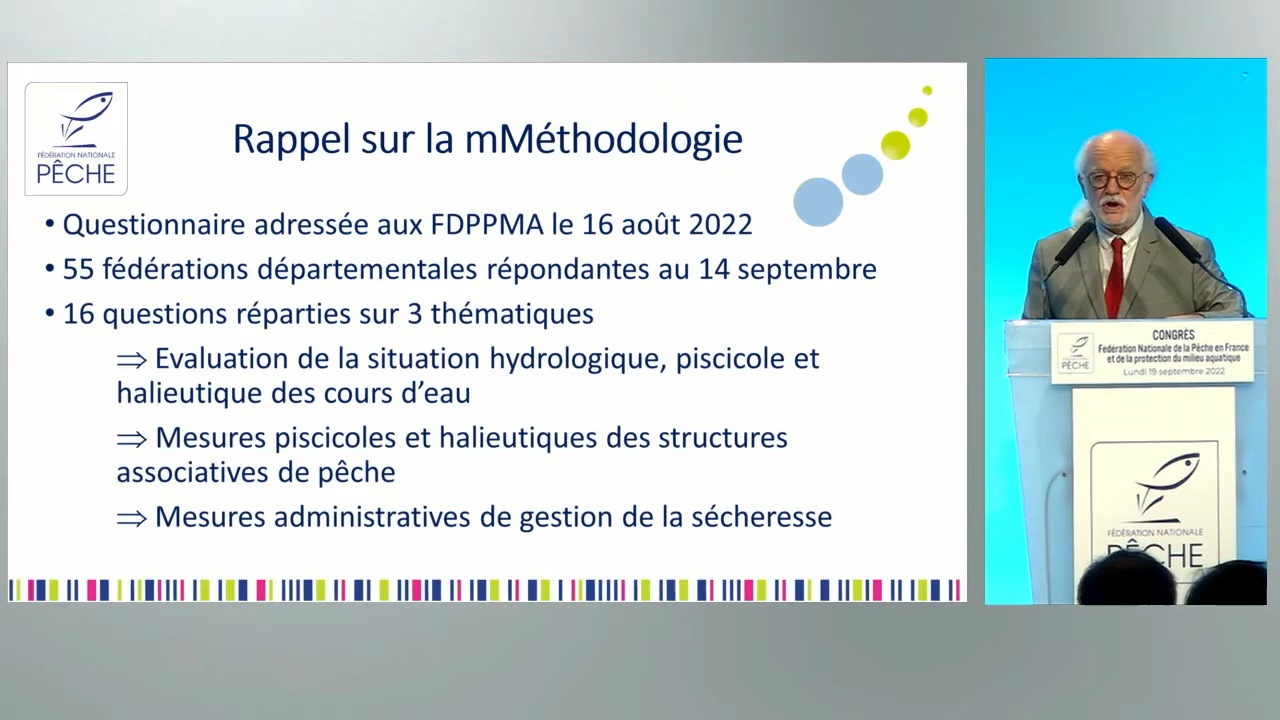 FÉDÉRATION NATIONALE
PÊCHE
Rappel sur la mMéthodologie
• Questionnaire adressée aux FDPPMA le 16 août 2022
• 55 fédérations départementales répondantes au 14 septembre
• 16 questions réparties sur 3 thématiques
⇒ Evaluation de la situation hydrologique, piscicole et
halieutique des cours d’eau
⇒ Mesures piscicoles et halieutiques des structures
associatives de pêche
⇒ Mesures administratives de gestion de la sécheresse
CONGRÈS
Fédération Nationale de la Pêche en France
et de la protection du milieu aquatique
Lundi 19 septembre 2022
PÊCHE
FÉDÉRATION NATIONALE
PÊCHE